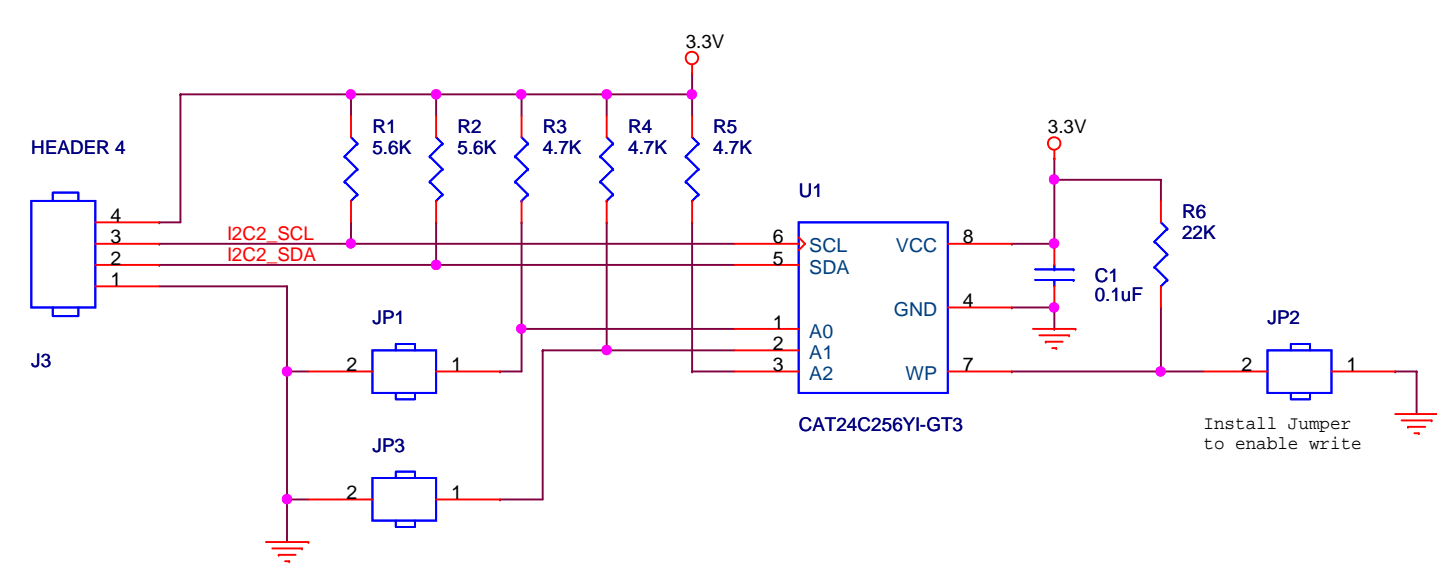 3.3V
R1
5.6K
R2
5.6K
R3
4.7K
R4
4.7K
R5
4.7K
3.3V
HEADER 4
4
3
2
1
I2C2_SCL
I2C2_SDA
J3
U1
6
SCL
5
SDA
1
A0
2
A1
3
A2
VCC
8
GND
4
WP
7
CAT24C256YI-GT3
R6
22K
C1
0.1uF
JP1
2
1
JP3
2
1
JP2
2
1
Install Jumper
to enable write